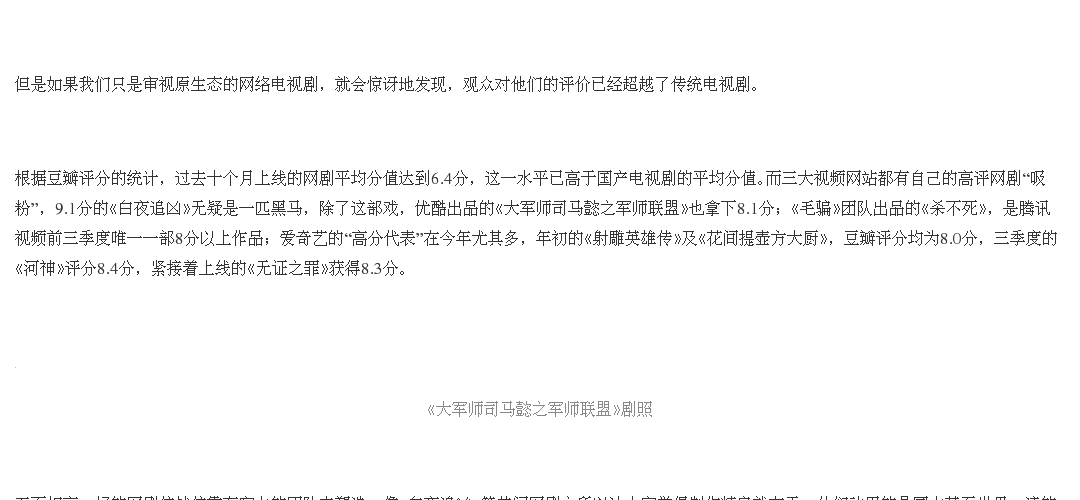 但是如果我们只是审视原生态的网络电视剧，就会惊讶地发现，观众对他们的评价已经超越了传统电视剧。
根据豆瓣评分的统计，过去十个月上线的网剧平均分值达到6.4分，这一水平已高于国产电视剧的平均分值。而三大视频网站都有自己的高评网剧“吸
粉”，9.1分的《白夜追凶》无疑是一匹黑马，除了这部戏，优酷出品的《大军师司马懿之军师联盟》也拿下8.1分；《毛骗》团队出品的《杀不死》，是腾讯
视频前三季度唯一一部8分以上作品；爱奇艺的“高分代表”在今年尤其多，年初的《射雕英雄传》及《花间提壶方大厨》，豆瓣评分均为8.0分，三季度的
《河神》评分8.4分，紧接着上线的《无证之罪》获得8.3分。
《大军师司马懿之军师联盟》剧照